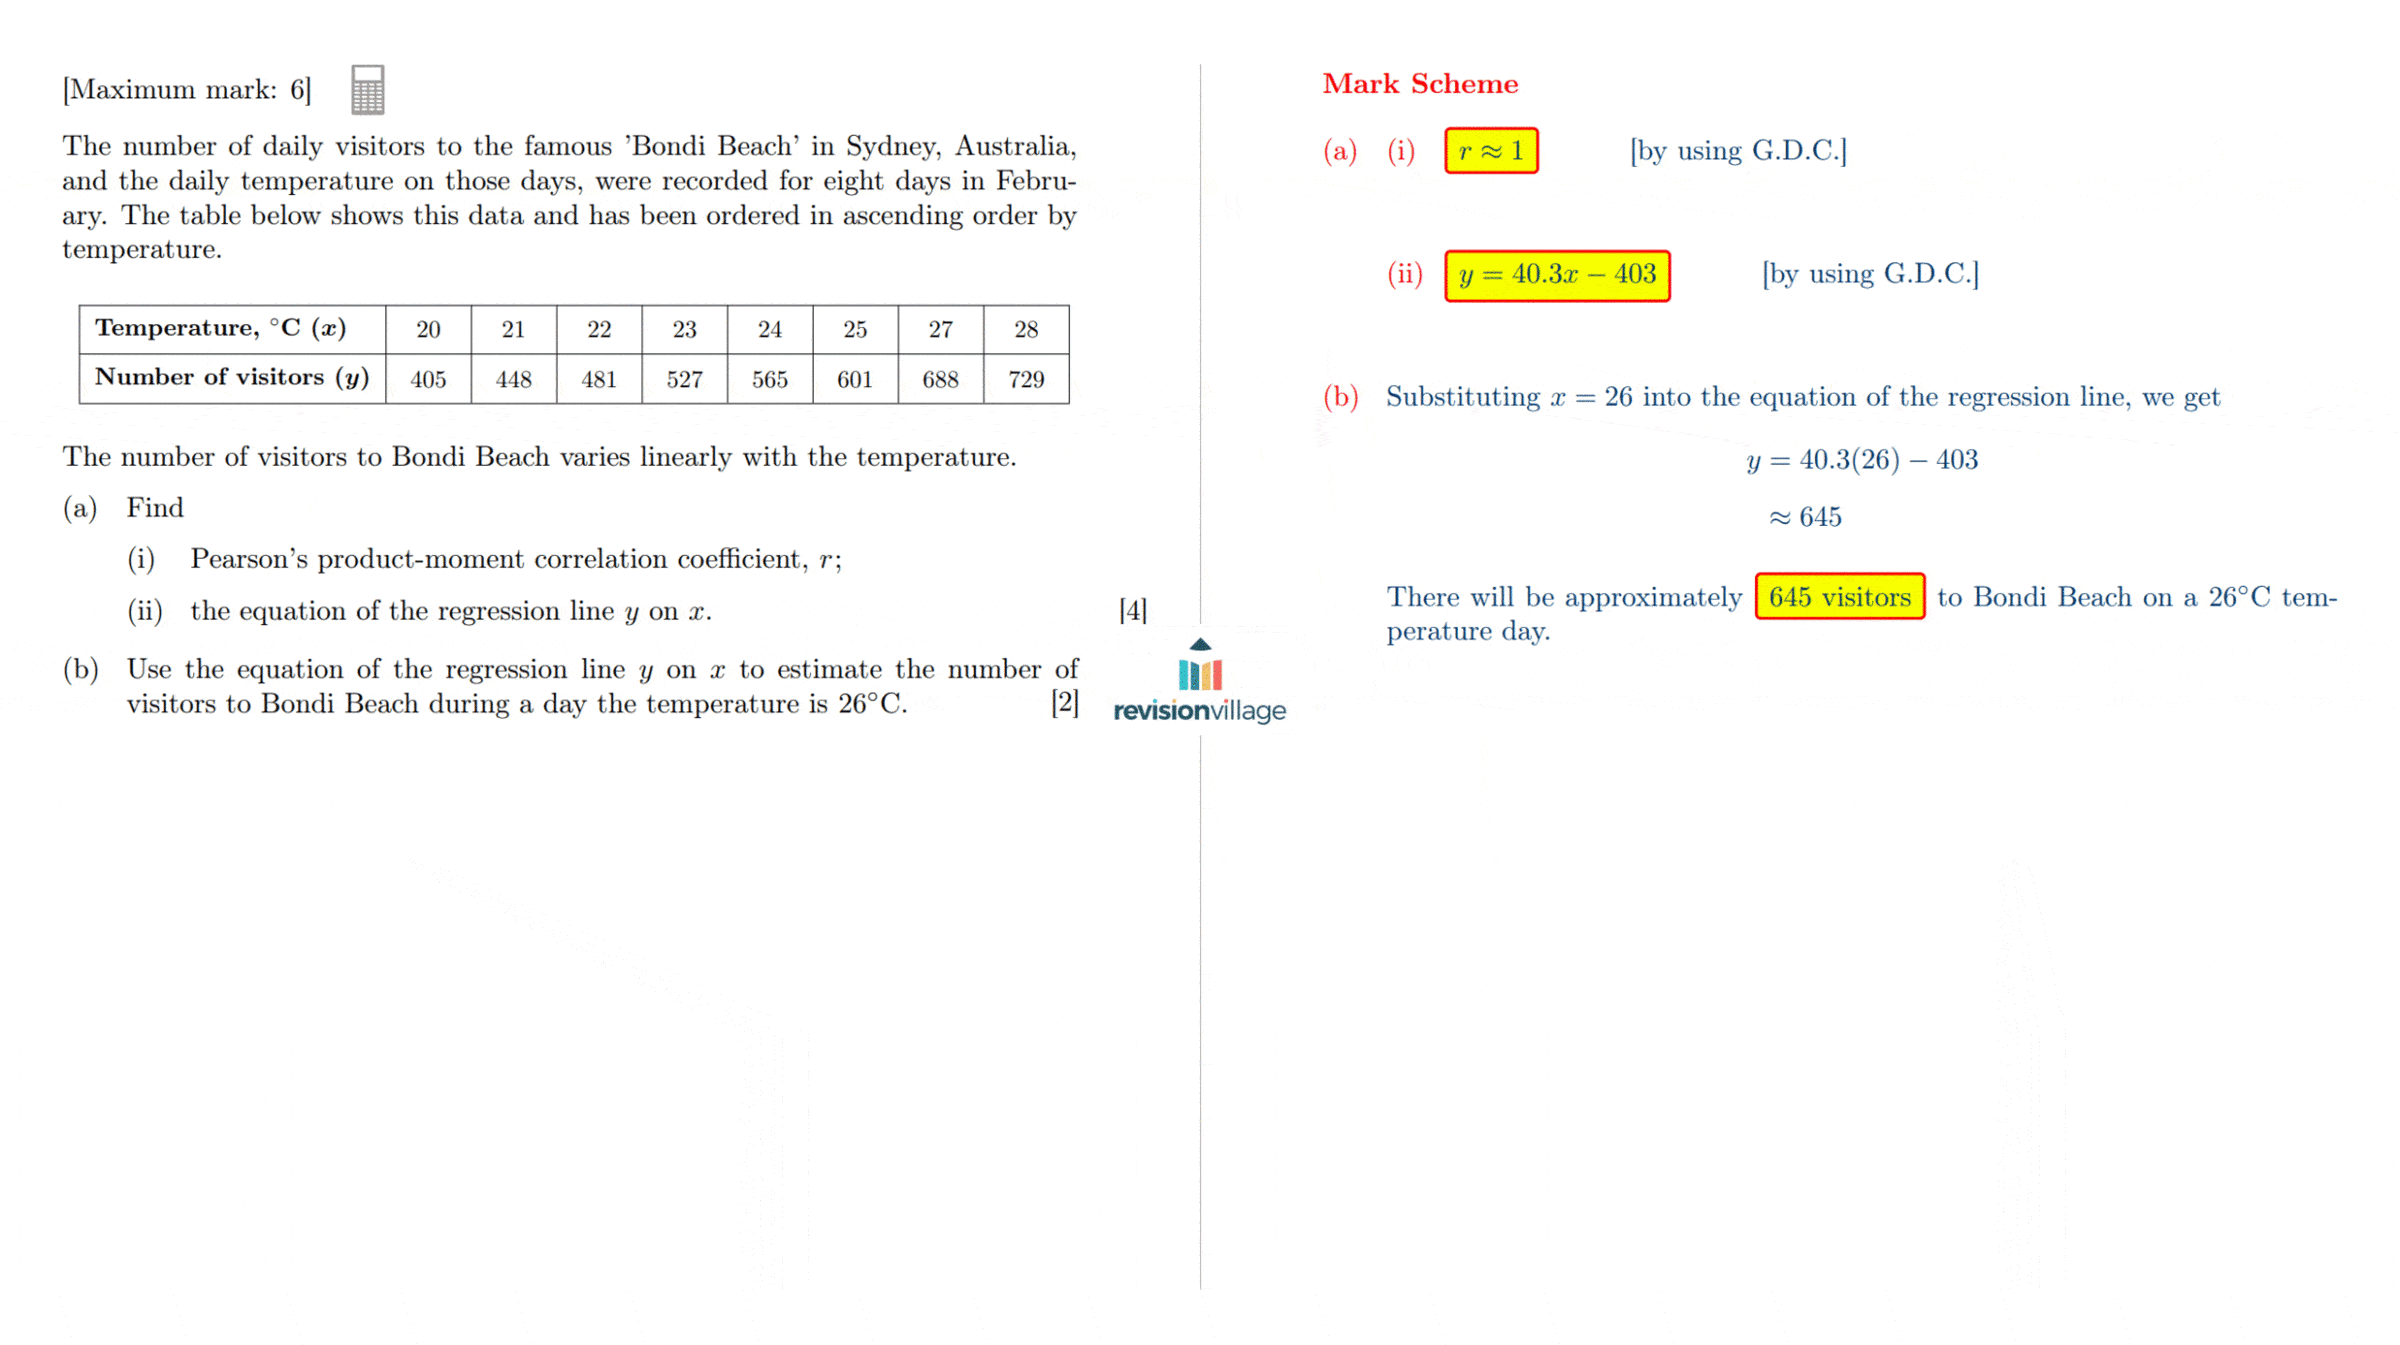 [Maximum mark: 6]
The number of daily visitors to the famous ’Bondi Beach’ in Sydney, Australia,
and the daily temperature on those days, were recorded for eight days in Febru-
ary. The table below shows this data and has been ordered in ascending order by
temperature.
Temperature, °C (x) 20 21 22 23 24 25 27 28
Number of visitors (y) 405 448 481 527 565 601 688 729
The number of visitors to Bondi Beach varies linearly with the temperature.
(a) Find
(i) Pearson’s product-moment correlation coefficient, r;
(ii) the equation of the regression line y on x. [4]
(b) Use the equation of the regression line y on x to estimate the number of
visitors to Bondi Beach during a day the temperature is 26°C. [2]
revisionvillage
Mark Scheme
(a) (i) r ≈ 1 [by using G.D.C.]
(ii) y = 40.3x − 403 [by using G.D.C.]
(b) Substituting x = 26 into the equation of the regression line, we get
y = 40.3(26) − 403
≈ 645
There will be approximately 645 visitors to Bondi Beach on a 26°C tem-
perature day.